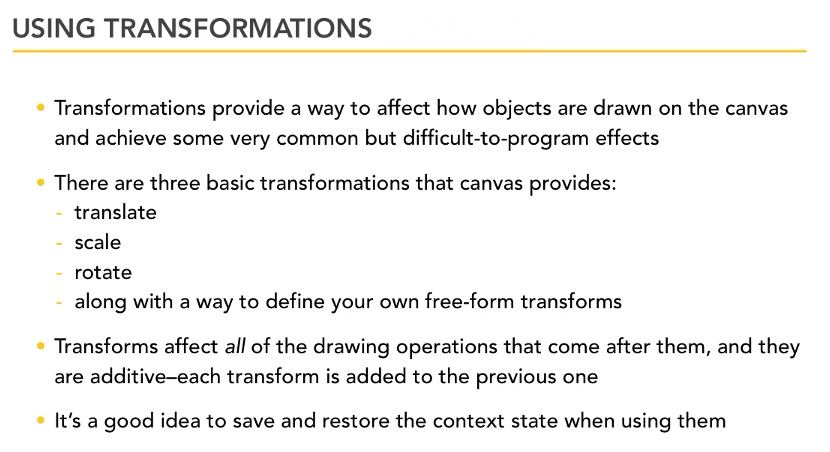 USING TRANSFORMATIONS
• Transformations provide a way to affect how objects are drawn on the canvas
and achieve some very common but difficult-to-program effects
• There are three basic transformations that canvas provides:
- translate
- scale
- rotate
- along with a way to define your own free-form transforms
• Transforms affect all of the drawing operations that come after them, and they
are additive–each transform is added to the previous one
• It’s a good idea to save and restore the context state when using them